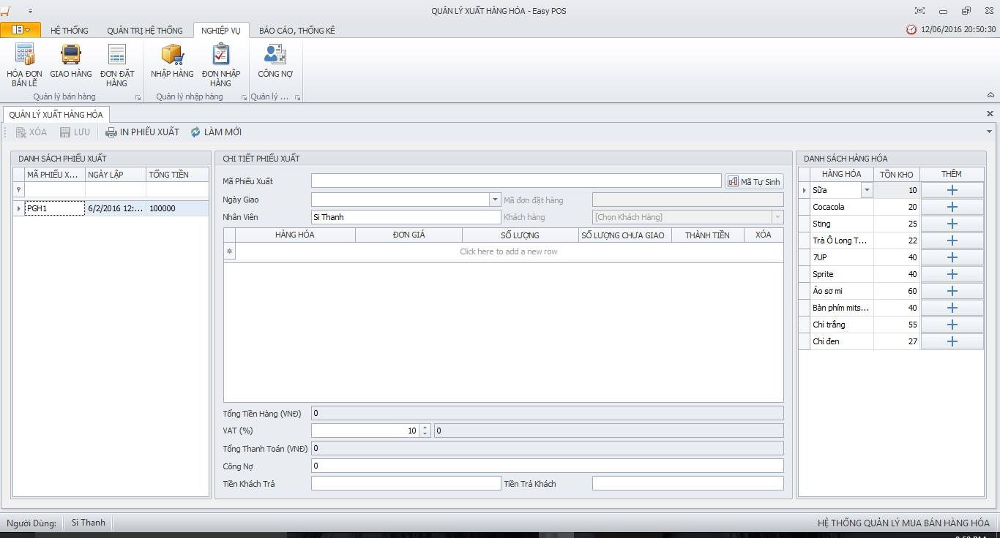 QUẢN LÝ XUẤT HÀNG HÓA - Easy POS
HỆ THỐNG QUẢN TRỊ HỆ THỐNG NGHIỆP VỤ BÁO CÁO, THỐNG KÊ 12/06/2016 20:50:30
HÓA ĐƠN BÁN LẺ
GIAO HÀNG
ĐƠN ĐẶT HÀNG
NHẬP HÀNG
ĐƠN NHẬP HÀNG
CÔNG NỢ
Quản lý bán hàng Quản lý nhập hàng Quản lý ...
QUẢN LÝ XUẤT HÀNG HÓA
XÓA LƯU IN PHIẾU XUẤT LÀM MỚI
DANH SÁCH PHIẾU XUẤT
MÃ PHIẾU X... NGÀY LẬP TỔNG TIỀN
PGH1 6/2/2016 12:... 100000
CHI TIẾT PHIẾU XUẤT
Mã Phiếu Xuất Mã Tự Sinh
Ngày Giao Mã đơn đặt hàng
Nhân Viên Si Thanh Khách hàng [Chọn Khách Hàng]
HÀNG HÓA ĐƠN GIÁ SỐ LƯỢNG SỐ LƯỢNG CHƯA GIAO THÀNH TIỀN XÓA
Click here to add a new row
Tổng Tiền Hàng (VNĐ) 0
VAT (%) 10 0
Tổng Thanh Toán (VNĐ) 0
Công Nợ 0
Tiền Khách Trả Tiền Trả Khách
DANH SÁCH HÀNG HÓA
HÀNG HÓA TỒN KHO THÊM
Sữa 10
Cocacola 20
Sting 25
Trà Ô Long T... 22
7UP 40
Sprite 40
Áo sơ mi 60
Bàn phím mits... 40
Chỉ trắng 55
Chỉ đen 27
Người Dùng: Si Thanh HỆ THỐNG QUẢN LÝ MUA BÁN HÀNG HÓA